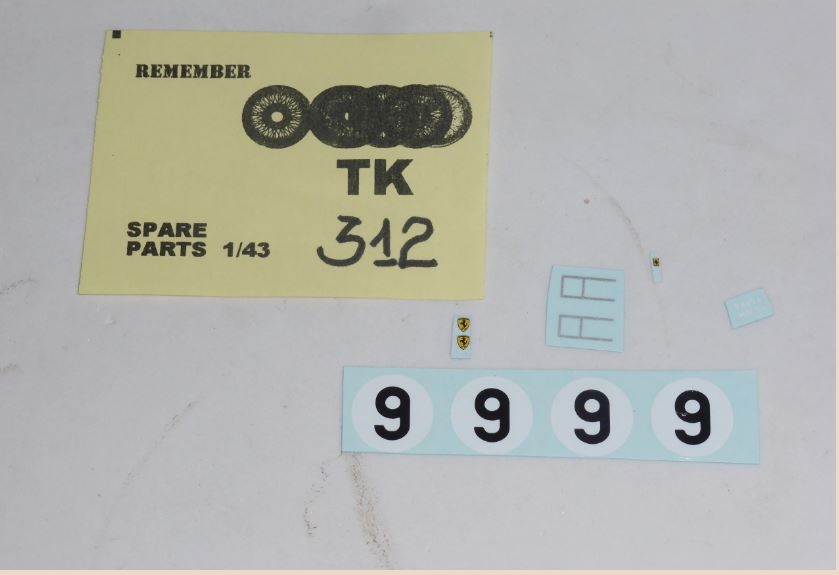 REMEMBER
TK
SPARE
PARTS 1/43
312
9 9 9 9